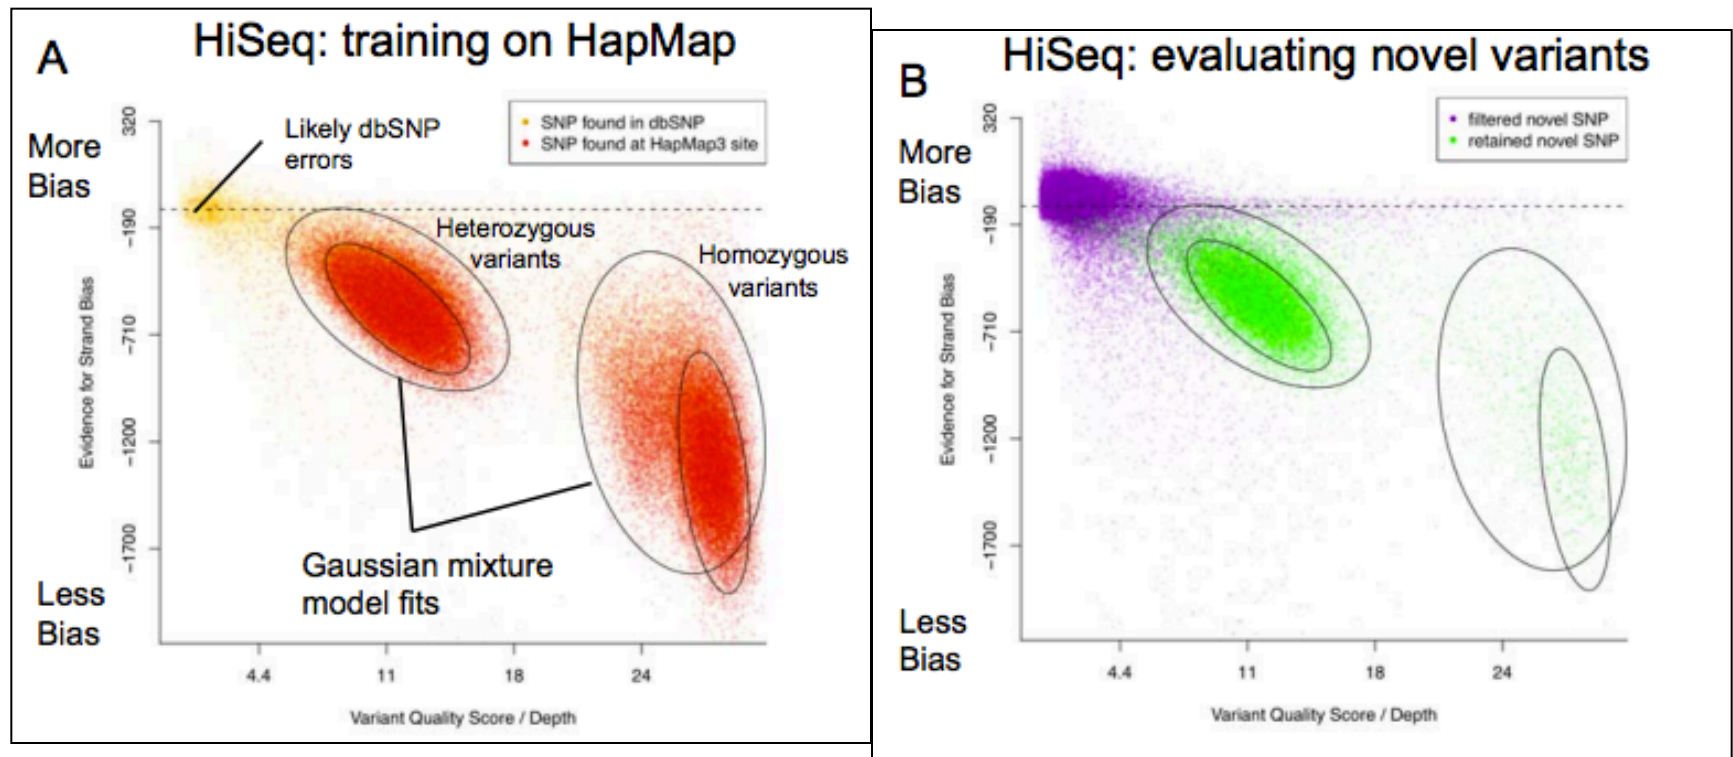 A
HiSeq: training on HapMap
More
Bias
Likely dbSNP
errors
SNP found in dbSNP
SNP found at HapMap3 site
Heterozygous
variants
Homozygous
variants
Gaussian mixture
model fits
Less
Bias
Evidence for Strand Bias
320
-190
-710
-1200
-1700
4.4
11
18
24
Variant Quality Score / Depth
B
HiSeq: evaluating novel variants
More
Bias
filtered novel SNP
retained novel SNP
Less
Bias
Evidence for Strand Bias
320
-190
-710
-1200
-1700
4.4
11
18
24
Variant Quality Score / Depth